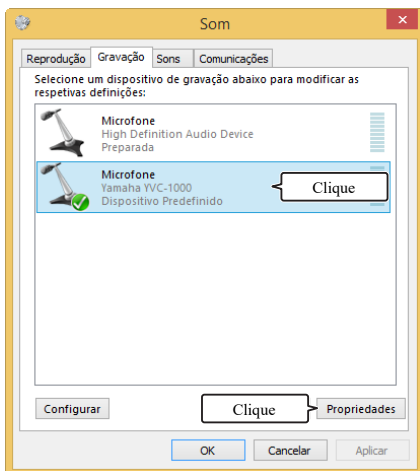 Som
Reprodução Gravação Sons Comunicações
Selecione um dispositivo de gravação abaixo para modificar as
respetivas definições:
Microfone
High Definition Audio Device
Preparada
Microfone
Yamaha YVC-1000
Dispositivo Predefinido
Clique
Configurar
Clique
Propriedades
OK
Cancelar
Aplicar